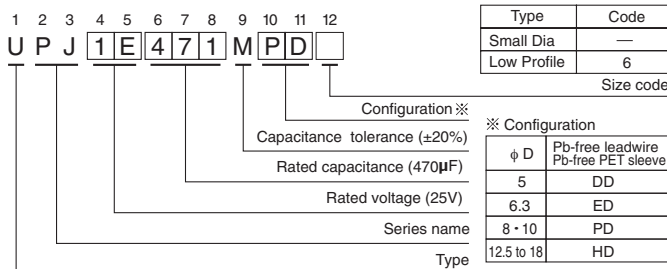 1 2 3 4 5 6 7 8 9 10 11 12
U P J 1 E 4 7 1 M P D
Type Code
Small Dia —
Low Profile 6
Size code
Configuration※
Capacitance tolerance (±20%)
Rated capacitance (470µF)
Rated voltage (25V)
Series name
Type
※ Configuration
ϕ D Pb-free leadwire
Pb-free PET sleeve
5 DD
6.3 ED
8・10 PD
12.5 to 18 HD